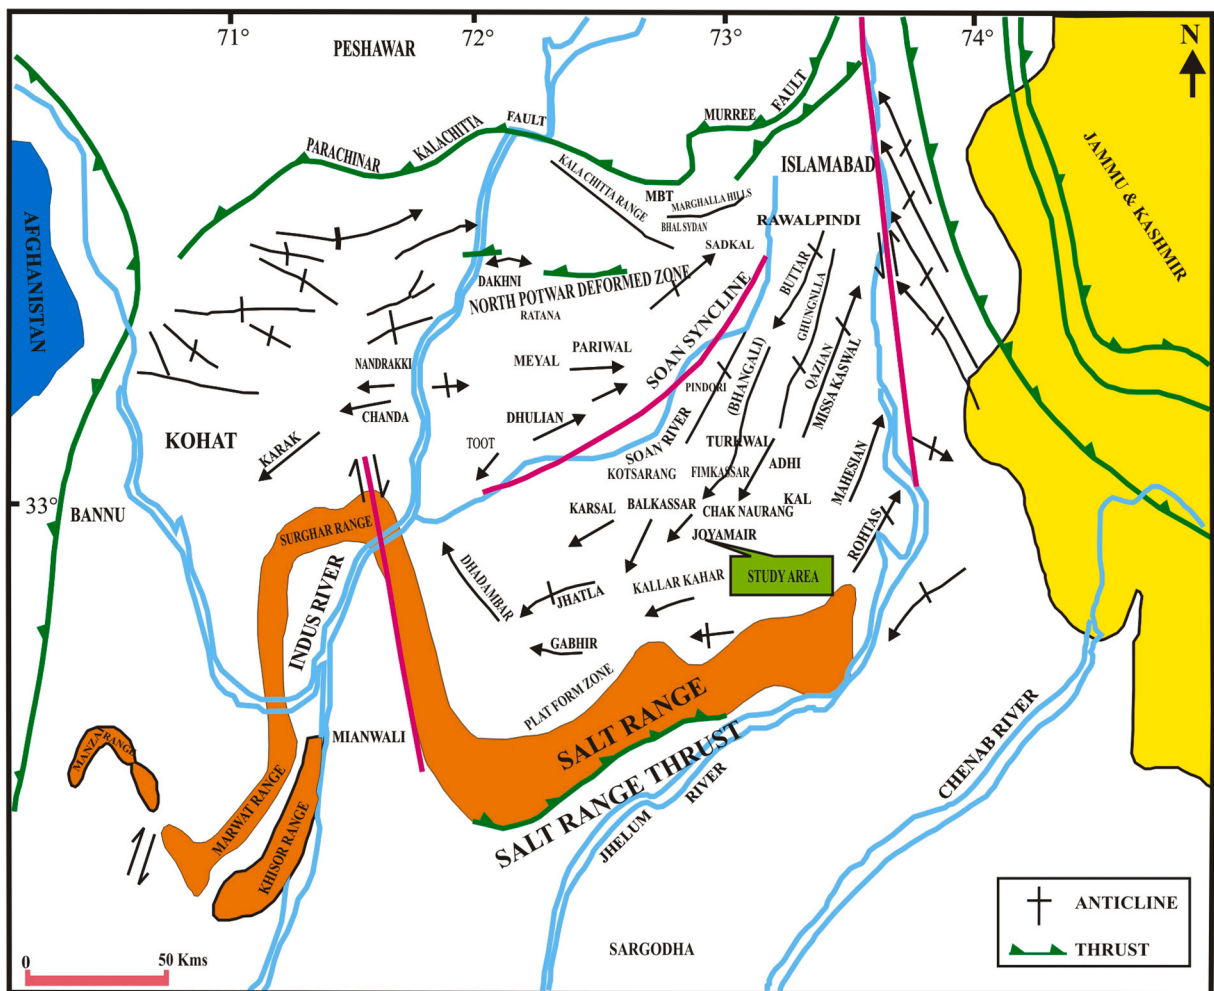 71°
72°
73°
74°
N
PESHAWAR
FAULT
MURREE
FAULT
KALACHITTA
PARACHINAR
ISLAMABAD
KALA CHITTA RANGE
MBT
MARGHALLA HILLS
BHAL SYDAN
RAWALPINDI
JAMMU & KASHMIR
AFGHANISTAN
SADKAL
BUTTAR
GHUNGNLLA
DAKHNI
NORTH POTWAR DEFORMED ZONE
RATANA
SOAN SYNCLINE
QAZIAN
MISSA KASWAL
NANDRAKKI
MEYAL
PARIWAL
(BHANGALI)
PINDORI
CHANDA
DHULIAN
KOHAT
KARAK
TOOT
SOAN RIVER
TURKWAL
KOTSARANG
FIMKASSAR
ADHI
MAHESIAN
33°
BANNU
SURGHAR RANGE
KARSAL
BALKASSAR
CHAK NAURANG
KAL
JOYAMAIR
ROHTAS
STUDY AREA
DHADAMBAR
JHATLA
KALLAR KAHAR
INDUS RIVER
GABHIR
PLAT FORM ZONE
SALT RANGE
SALT RANGE THRUST
MIANWALI
CHENAB RIVER
MANZAI RANGE
MARWAT RANGE
KHISOR RANGE
JHELUM
RIVER
SARGODHA
ANTICLINE
THRUST
0
50 Kms